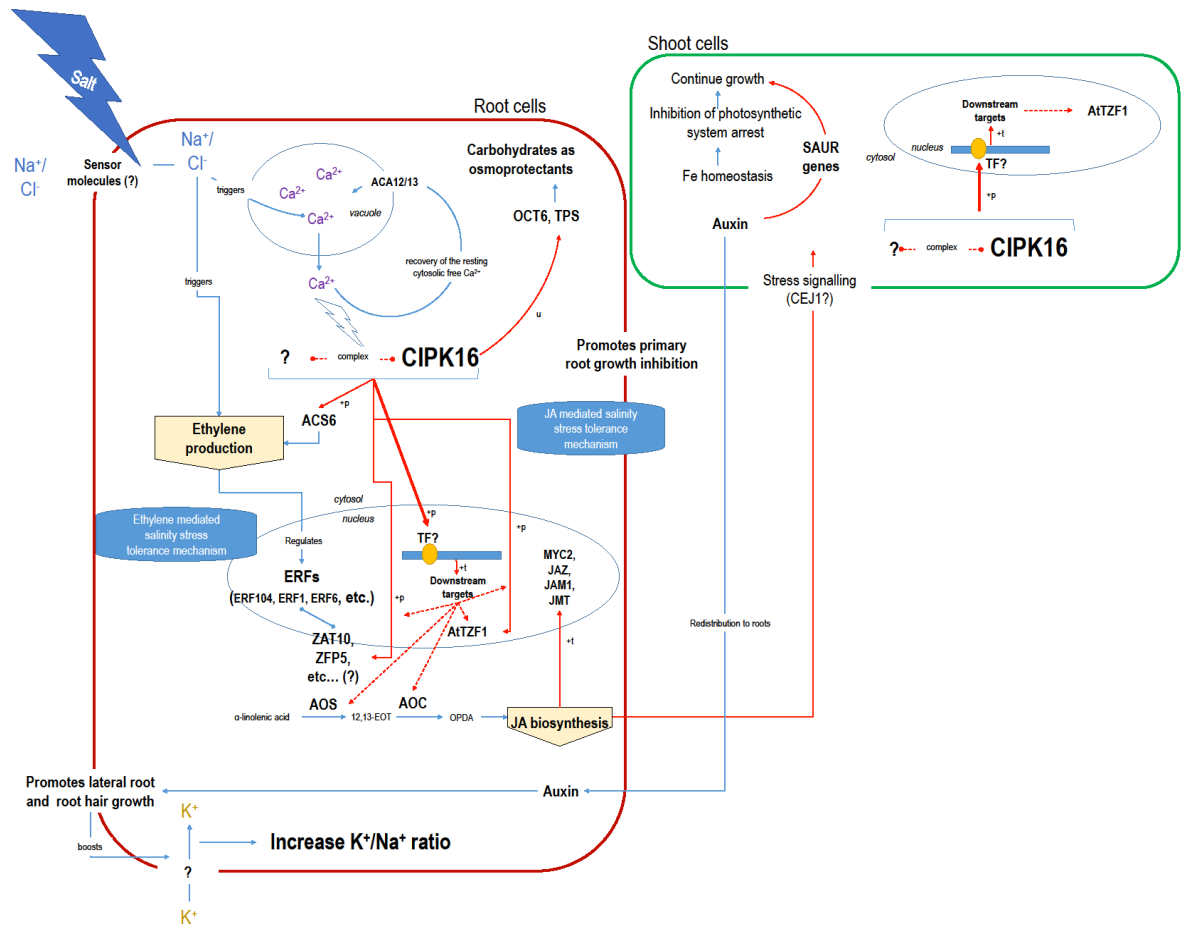 Salt
Shoot cells
Root cells
Na⁺/
Cl⁻
Sensor
molecules (?)
Na⁺/
Cl⁻
triggers
triggers
Ca²⁺
Ca²⁺
Ca²⁺
Ca²⁺
ACA12/13
vacuole
recovery of the resting
cytosolic free Ca²⁺
Carbohydrates as
osmoprotectants
OCT6, TPS
u
?
complex
CIPK16
Promotes primary
root growth inhibition
+p
ACS6
Ethylene
production
JA mediated salinity
stress tolerance
mechanism
Ethylene mediated
salinity stress
tolerance mechanism
cytosol
nucleus
Regulates
ERFs
(ERF104, ERF1, ERF6, etc.)
ZAT10,
ZFP5,
etc... (?)
+p
+p
+p
TF?
+t
Downstream
targets
AtTZF1
MYC2,
JAZ,
JAM1,
JMT
+t
AOS
AOC
α-linolenic acid
12,13-EOT
OPDA
JA biosynthesis
Promotes lateral root
and root hair growth
boosts
K⁺
?
K⁺
Increase K⁺/Na⁺ ratio
Auxin
Redistribution to roots
Continue growth
Inhibition of photosynthetic
system arrest
Fe homeostasis
Auxin
SAUR
genes
Stress signalling
(CEJ1?)
cytosol
nucleus
Downstream
targets
AtTZF1
+t
TF?
+p
?
complex
CIPK16